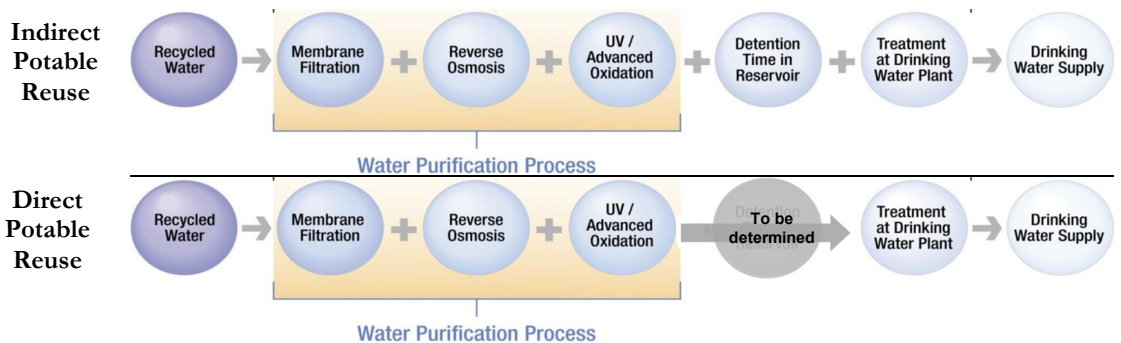 Indirect
Potable
Reuse
Recycled
Water
Membrane
Filtration
Reverse
Osmosis
UV /
Advanced
Oxidation
Detention
Time in
Reservoir
Treatment
at Drinking
Water Plant
Drinking
Water Supply
Water Purification Process
Direct
Potable
Reuse
Recycled
Water
Membrane
Filtration
Reverse
Osmosis
UV /
Advanced
Oxidation
To be
determined
Treatment
at Drinking
Water Plant
Drinking
Water Supply
Water Purification Process